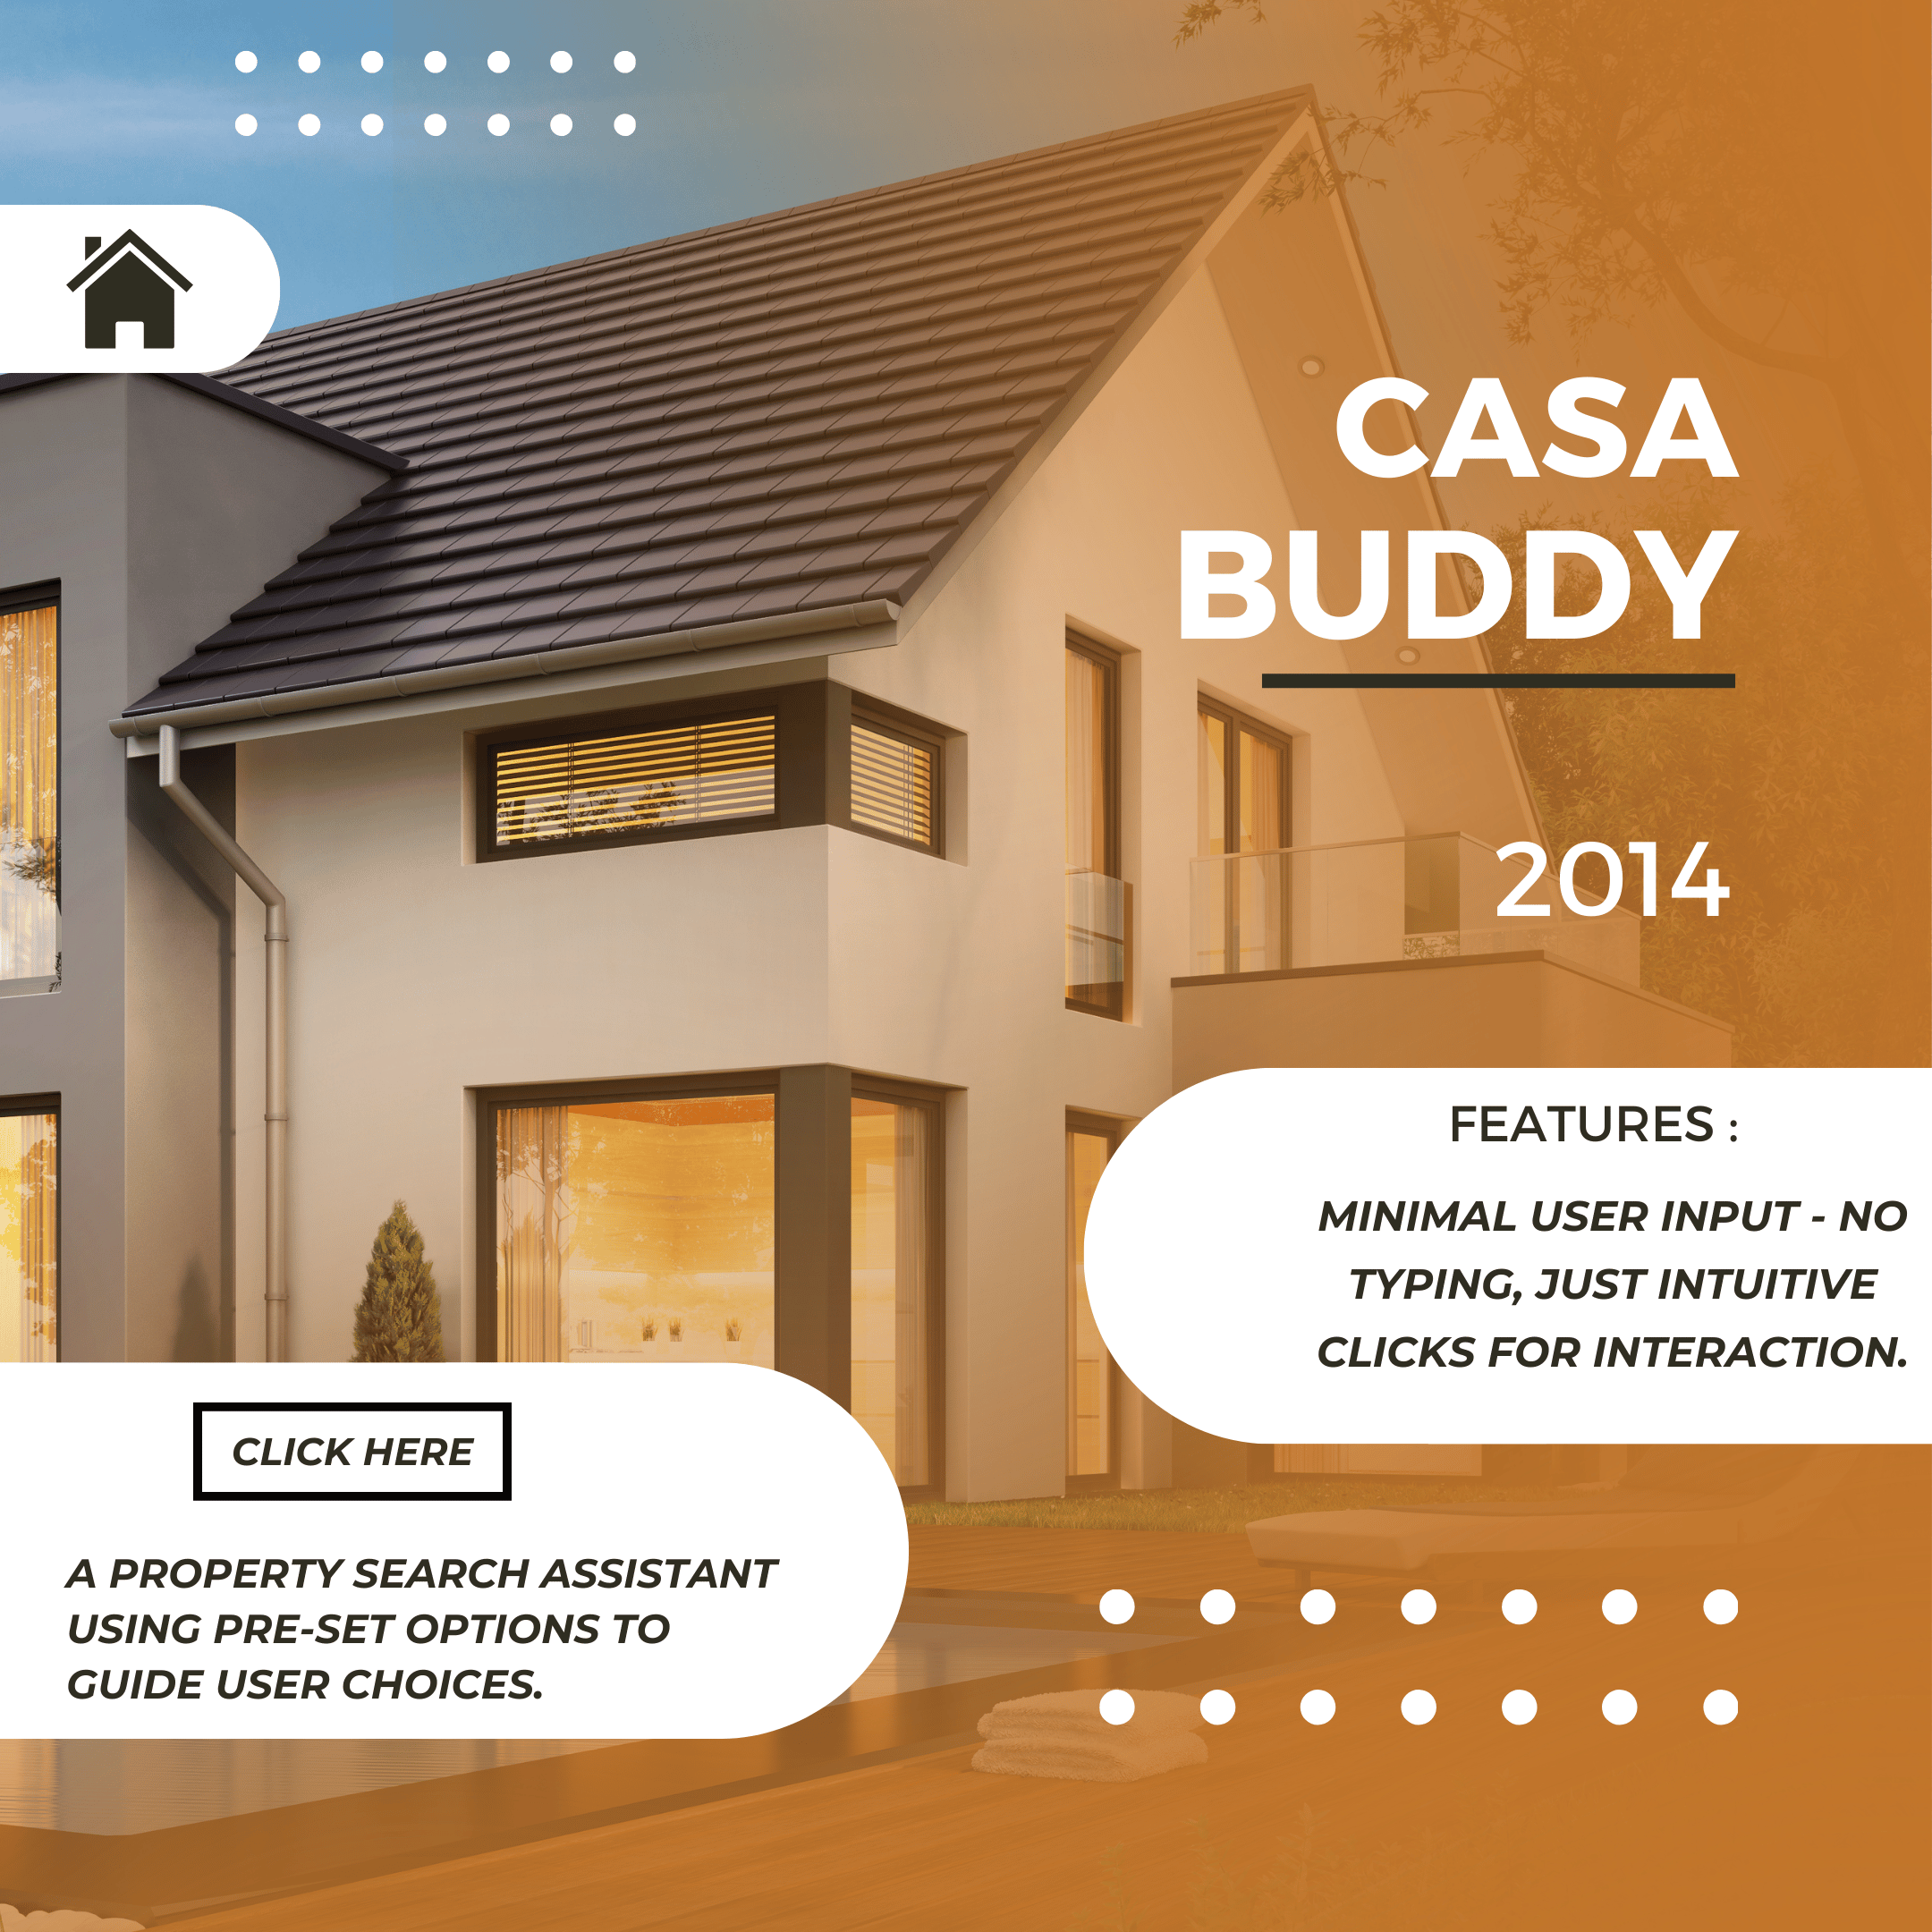 CASA
BUDDY
2014
FEATURES :
MINIMAL USER INPUT - NO
TYPING, JUST INTUITIVE
CLICKS FOR INTERACTION.
CLICK HERE
A PROPERTY SEARCH ASSISTANT
USING PRE-SET OPTIONS TO
GUIDE USER CHOICES.